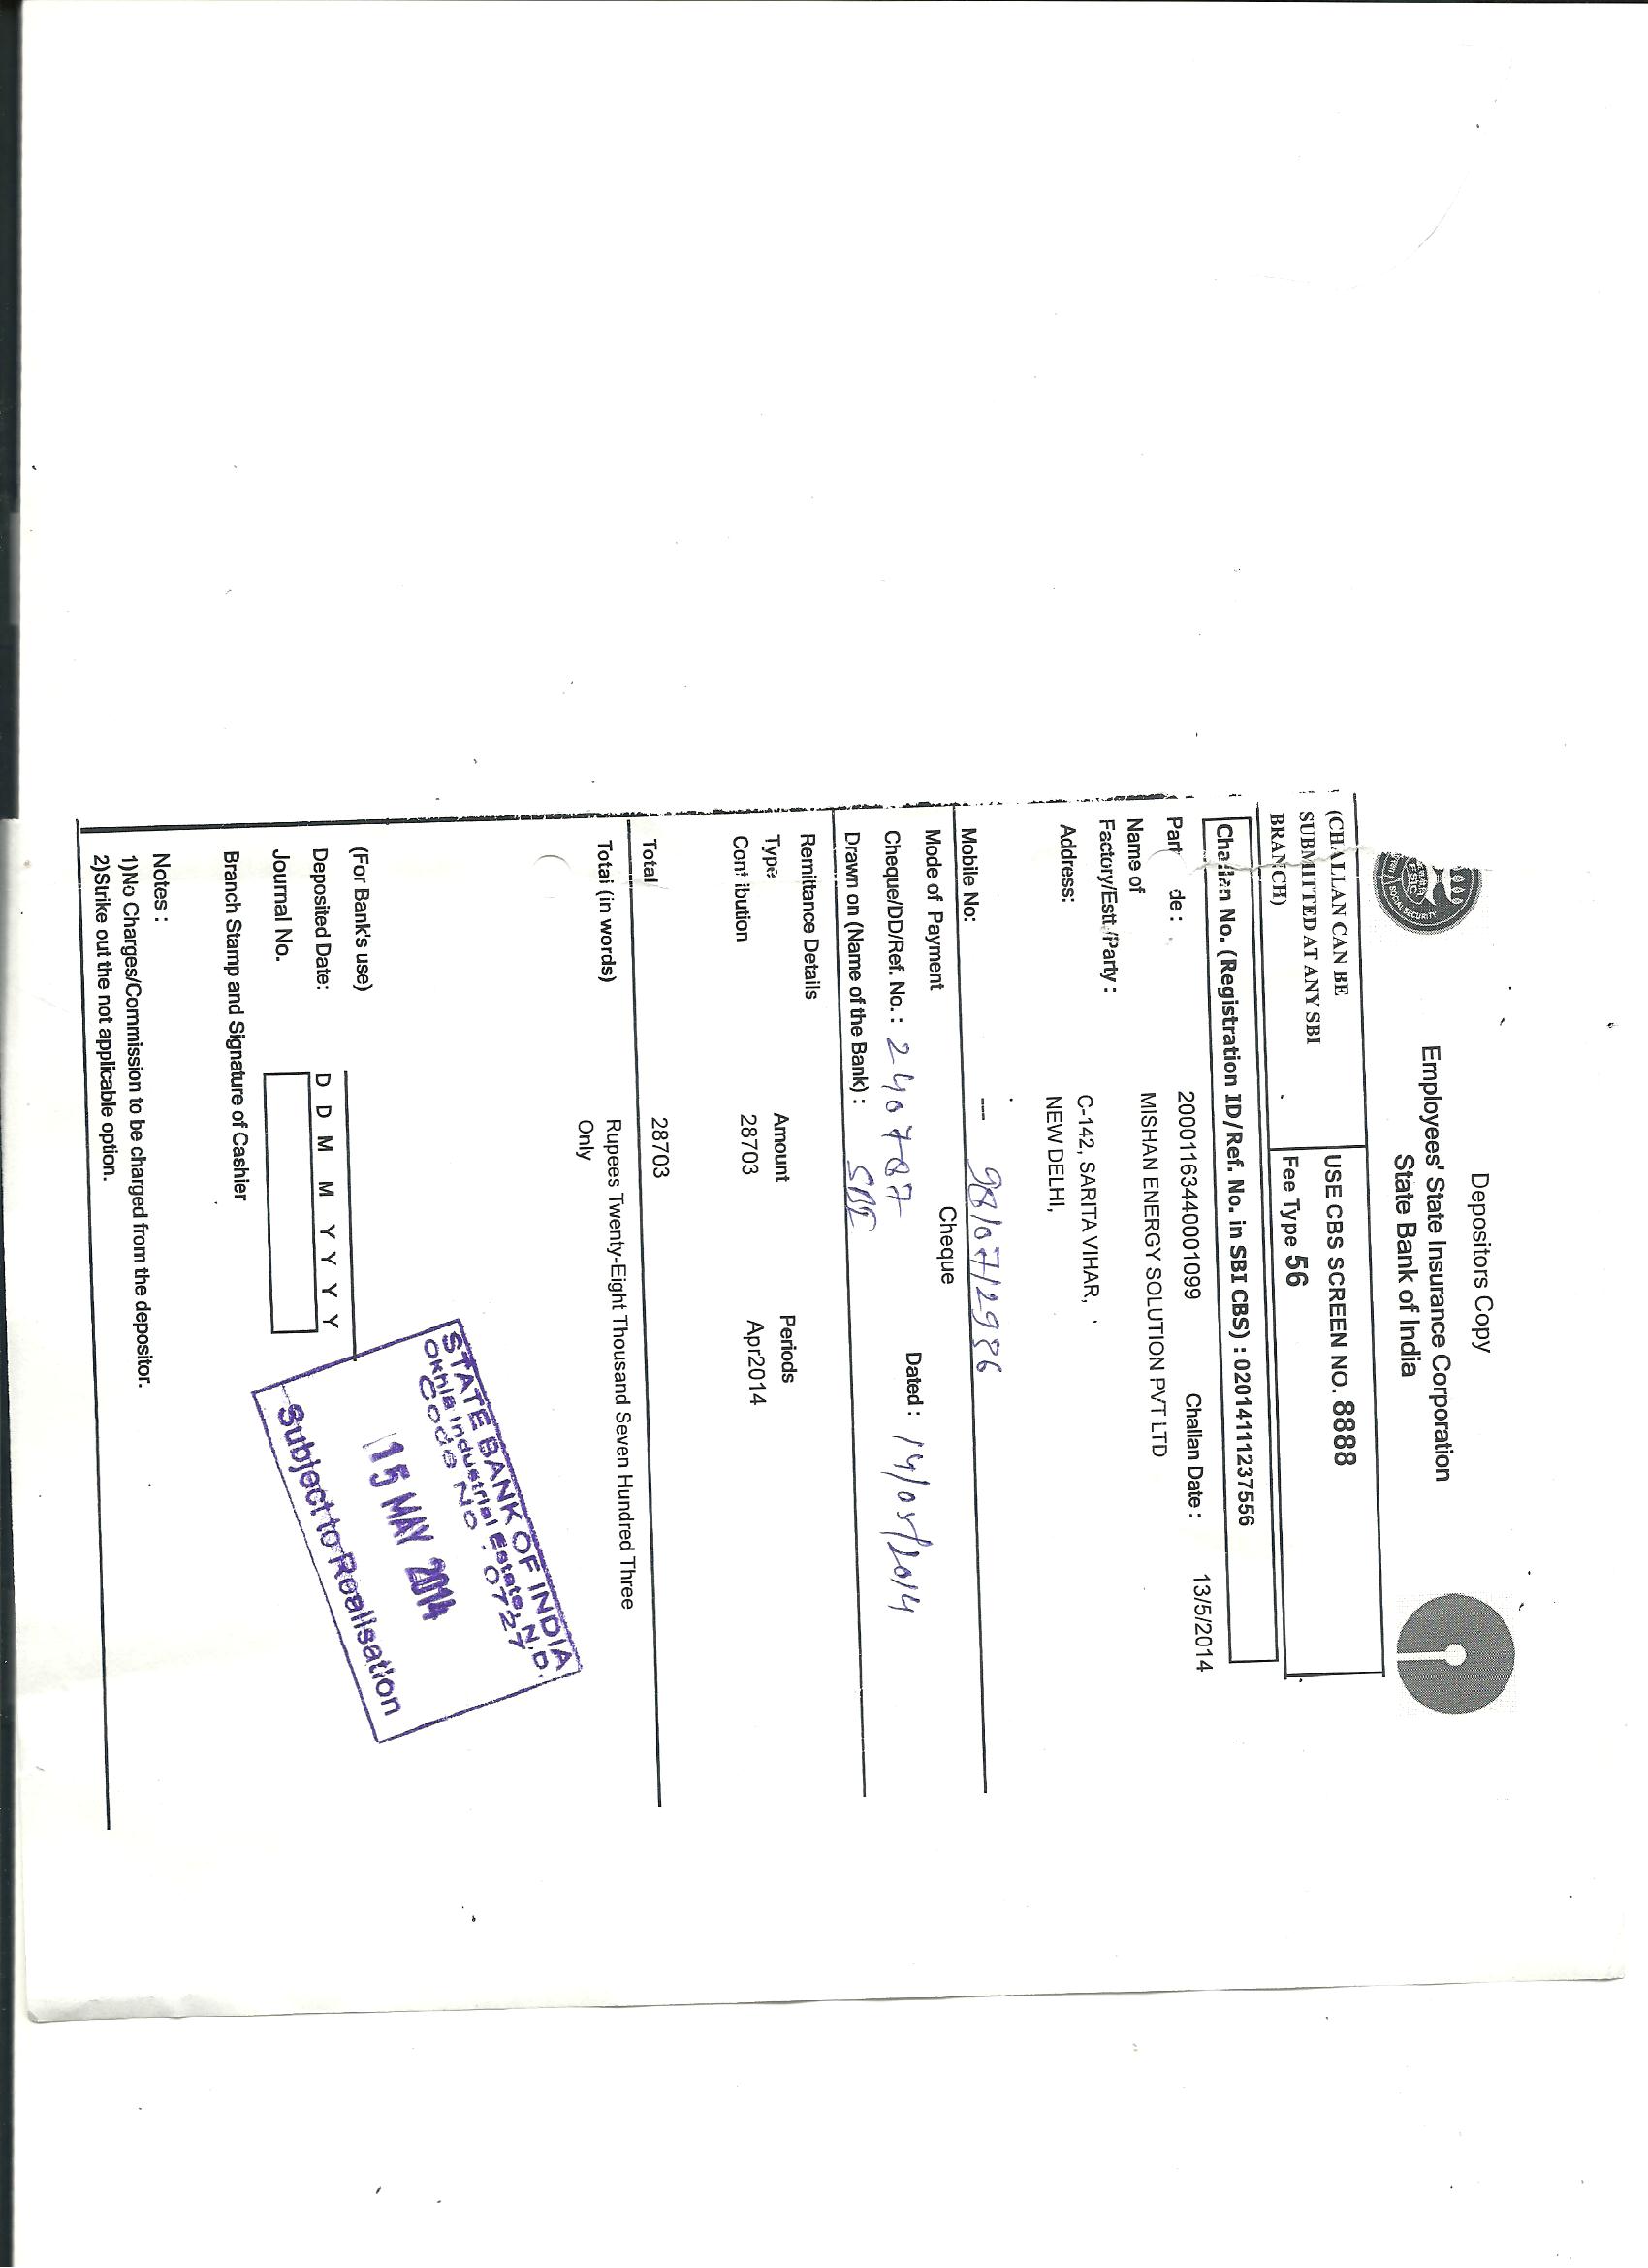 Depositors Copy
Employees' State Insurance Corporation
State Bank of India
ESIC
SOCIAL SECURITY
(CHALLAN CAN BE
SUBMITTED AT ANY SBI
BRANCH)
USE CBS SCREEN NO. 8888
Fee Type 56
Challan No. (Registration ID/Ref. No. in SBI CBS) : 02014111237556
Part de : 20001163440001099 Challan Date : 13/5/2014
Name of
Factory/Estt./Party :
MISHAN ENERGY SOLUTION PVT LTD
Address:
C-142, SARITA VIHAR,
NEW DELHI,
Mobile No: --- 9810712986
Mode of Payment Cheque
Cheque/DD/Ref. No. : 240787 Dated : 14/05/2014
Drawn on (Name of the Bank) : SBI
Remittance Details
Type Amount Periods
Cont ibution 28703 Apr2014
Total 28703
Total (in words) Rupees Twenty-Eight Thousand Seven Hundred Three
Only
STATE BANK OF INDIA
Okhla Industrial Estate, N.D.
Code No. 0727
15 MAY 2014
Subject to Realisation
(For Bank's use)
Deposited Date: D D M M Y Y Y Y
Journal No.
Branch Stamp and Signature of Cashier
Notes :
1)No Charges/Commission to be charged from the depositor.
2)Strike out the not applicable option.